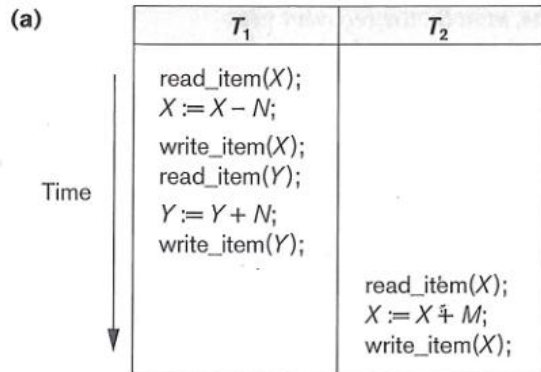 (a)
T1 T2
read_item(X);
X := X – N;
write_item(X);
read_item(Y);
Time
Y := Y + N;
write_item(Y);
read_item(X);
X := X + M;
write_item(X);